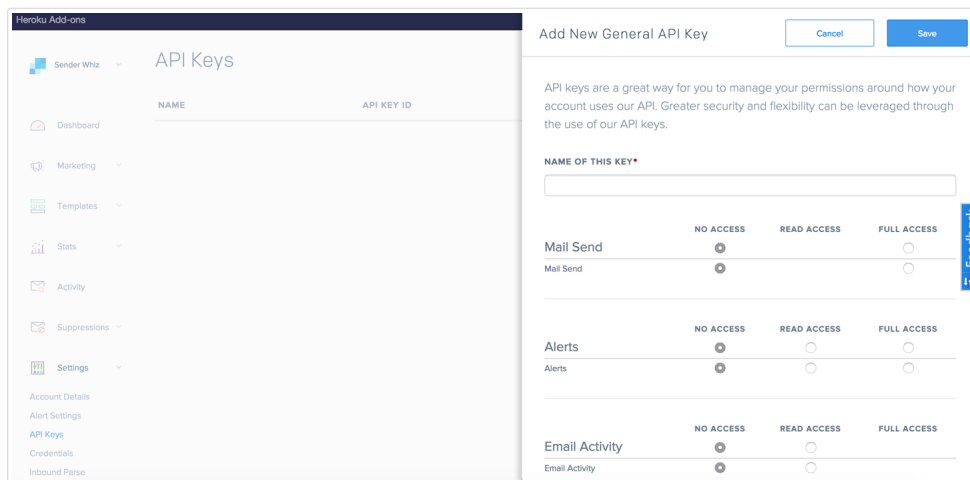 Heroku Add-ons
Sender Whiz
Dashboard
Marketing
Templates
Stats
Activity
Suppressions
Settings
Account Details
Alert Settings
API Keys
Credentials
Inbound Parse
API Keys
NAME API KEY ID
Add New General API Key
Cancel
Save
API keys are a great way for you to manage your permissions around how your
account uses our API. Greater security and flexibility can be leveraged through
the use of our API keys.
NAME OF THIS KEY*
NO ACCESS READ ACCESS FULL ACCESS
Mail Send
Mail Send
NO ACCESS READ ACCESS FULL ACCESS
Alerts
Alerts
NO ACCESS READ ACCESS FULL ACCESS
Email Activity
Email Activity